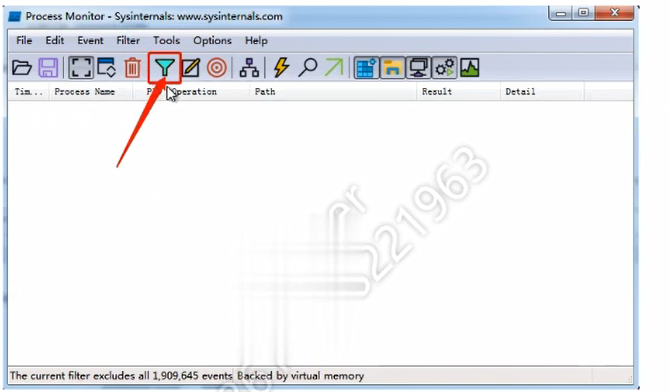 Process Monitor - Sysinternals: www.sysinternals.com
File Edit Event Filter Tools Options Help
Tim... Process Name P Operation Path Result Detail
221963
The current filter excludes all 1,909,645 events Backed by virtual memory